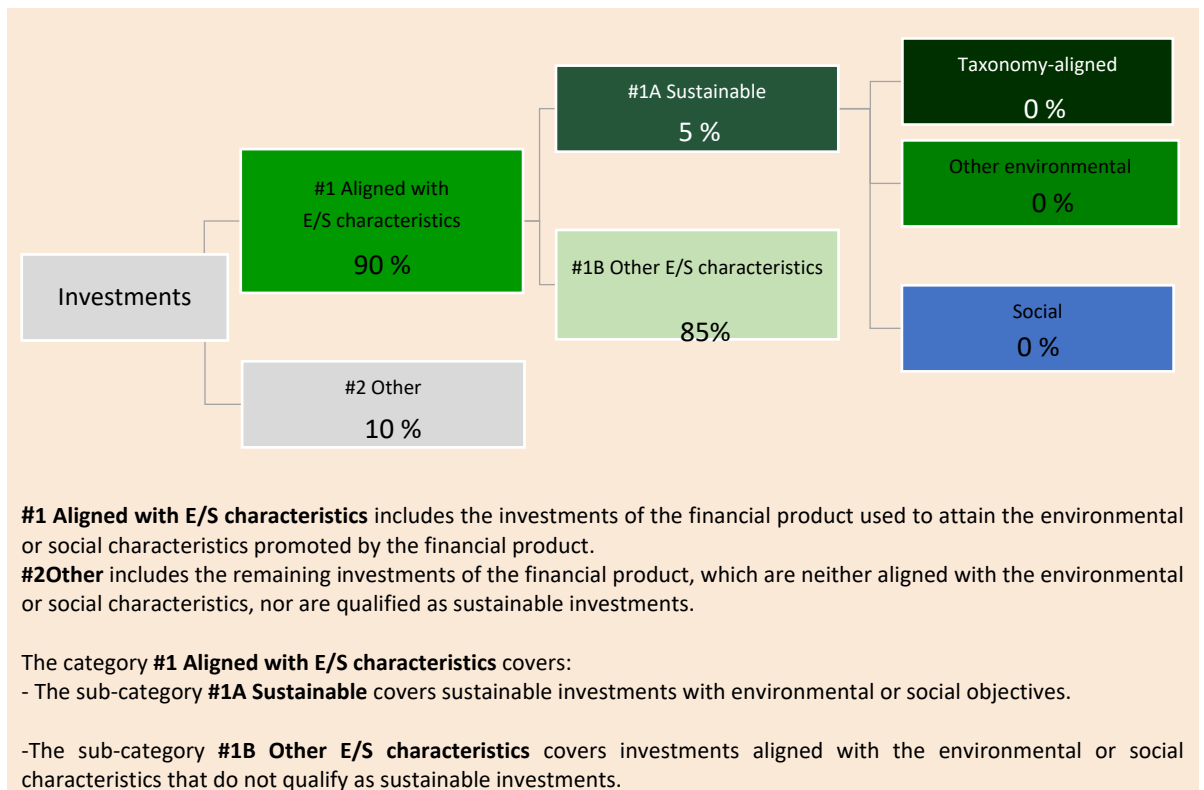 Investments
#1 Aligned with
E/S characteristics
90 %
#2 Other
10 %
#1A Sustainable
5 %
#1B Other E/S characteristics
85%
Taxonomy-aligned
0 %
Other environmental
0 %
Social
0 %
#1 Aligned with E/S characteristics includes the investments of the financial product used to attain the environmental
or social characteristics promoted by the financial product.
#2Other includes the remaining investments of the financial product, which are neither aligned with the environmental
or social characteristics, nor are qualified as sustainable investments.
The category #1 Aligned with E/S characteristics covers:
- The sub-category #1A Sustainable covers sustainable investments with environmental or social objectives.
-The sub-category #1B Other E/S characteristics covers investments aligned with the environmental or social
characteristics that do not qualify as sustainable investments.